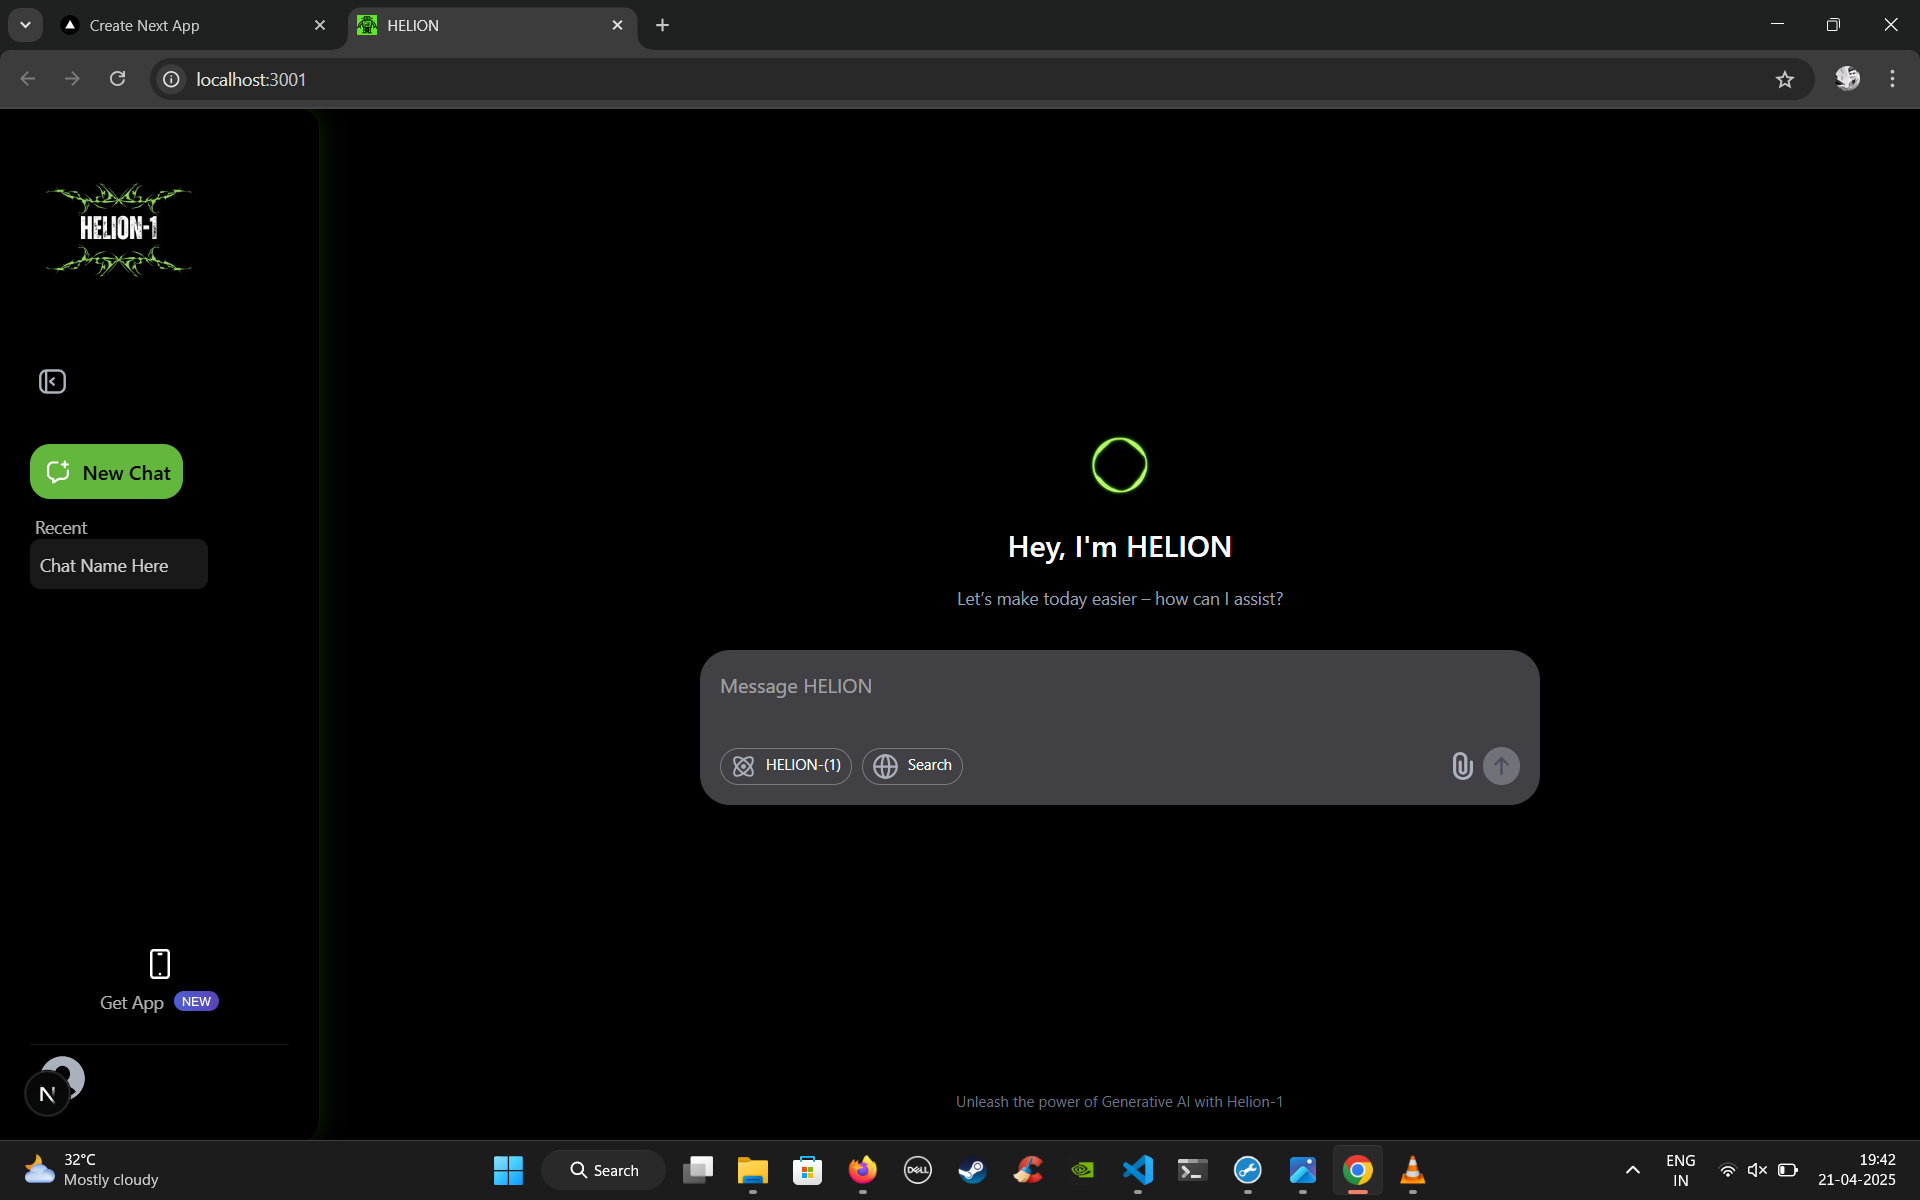 Create Next App
HELION
localhost:3001
HELION-1
New Chat
Recent
Chat Name Here
Get App NEW
N
Hey, I'm HELION
Let’s make today easier – how can I assist?
Message HELION
HELION-(1) Search
Unleash the power of Generative AI with Helion-1
32°C
Mostly cloudy
Search
DELL
ENG
IN
19:42
21-04-2025